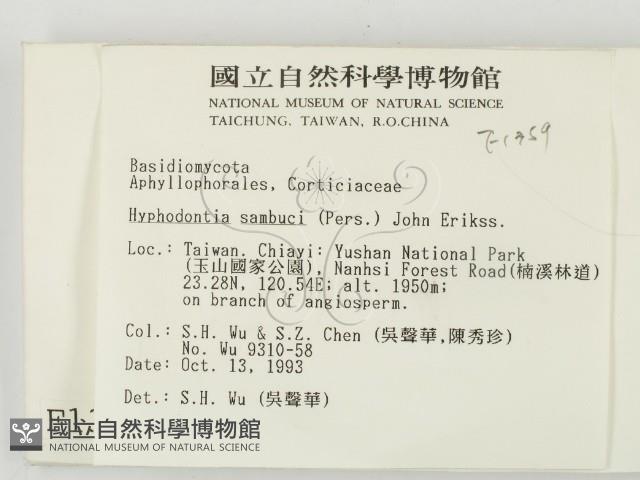 國立自然科學博物館
NATIONAL MUSEUM OF NATURAL SCIENCE
TAICHUNG, TAIWAN, R.O.CHINA
Basidiomycota
Aphyllophorales, Corticiaceae
Hyphodontia sambuci (Pers.) John Erikss.
Loc.: Taiwan. Chiayi: Yushan National Park
(玉山國家公園), Nanhsi Forest Road(楠溪林道)
23.28N, 120.54E; alt. 1950m;
on branch of angiosperm.
Col.: S.H. Wu & S.Z. Chen (吳聲華,陳秀珍)
No. Wu 9310-58
Date: Oct. 13, 1993
Det.: S.H. Wu (吳聲華)
國立自然科學博物館
NATIONAL MUSEUM OF NATURAL SCIENCE